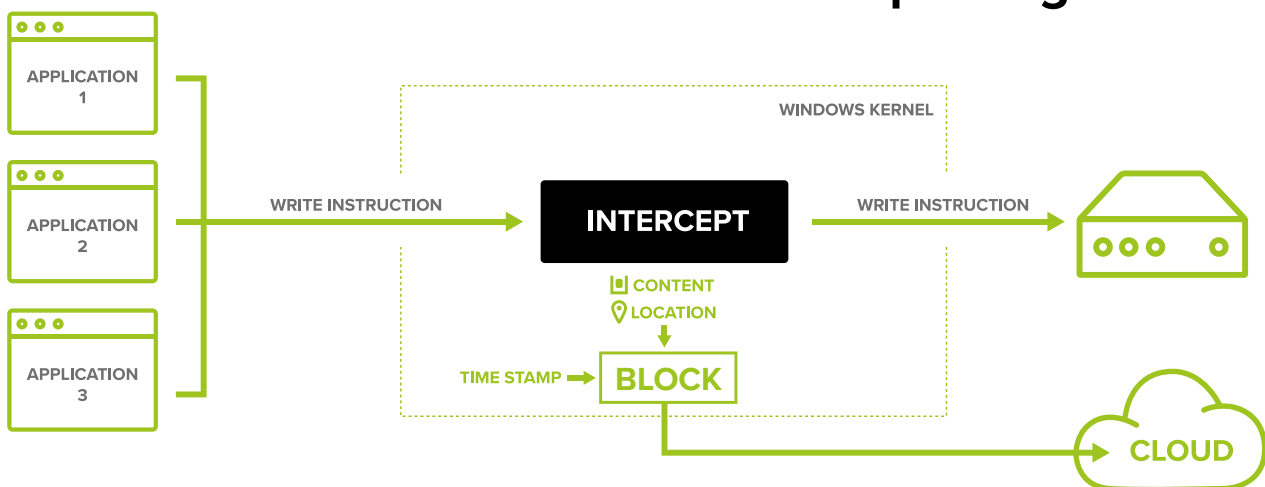 APPLICATION
1
WINDOWS KERNEL
WRITE INSTRUCTION
INTERCEPT
WRITE INSTRUCTION
APPLICATION
2
CONTENT
LOCATION
TIME STAMP
BLOCK
APPLICATION
3
CLOUD